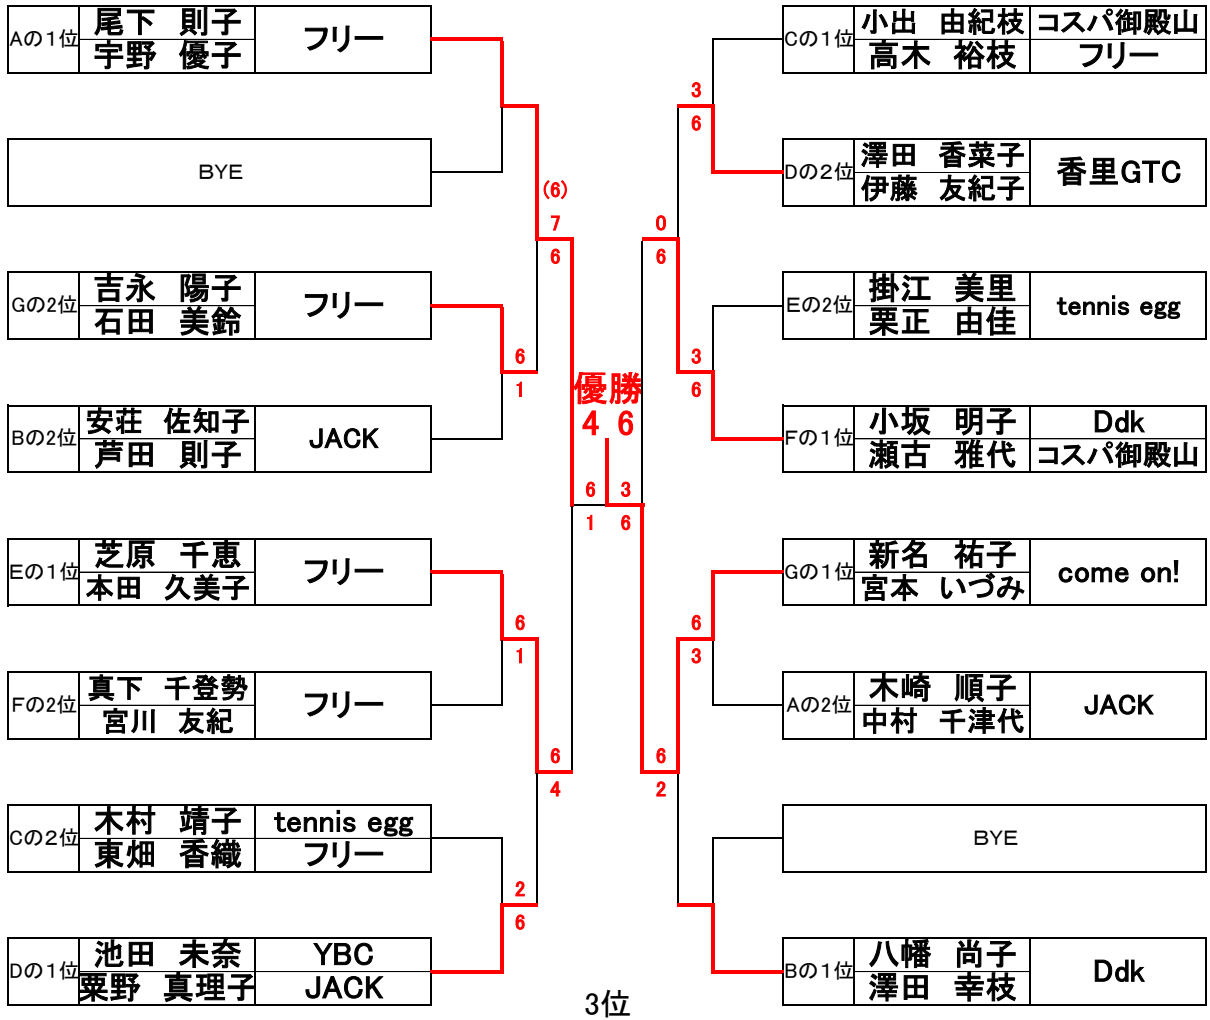 Aの1位
尾下 則子
宇野 優子
フリー
BYE
(6)
7
6
Gの2位
吉永 陽子
石田 美鈴
フリー
6
1
Bの2位
安荘 佐知子
芦田 則子
JACK
Eの1位
芝原 千恵
本田 久美子
フリー
6
1
Fの2位
真下 千登勢
宮川 友紀
フリー
6
4
Cの2位
木村 靖子
tennis egg
東畑 香織
フリー
2
6
Dの1位
池田 未奈
YBC
粟野 真理子
JACK
優勝
4 6
6 3
1 6
3位
Cの1位
小出 由紀枝
コスパ御殿山
高木 裕枝
フリー
3
6
Dの2位
澤田 香菜子
伊藤 友紀子
香里GTC
0
6
Eの2位
掛江 美里
栗正 由佳
tennis egg
3
6
Fの1位
小坂 明子
Ddk
瀬古 雅代
コスパ御殿山
Gの1位
新名 祐子
宮本 いづみ
come on!
6
3
Aの2位
木崎 順子
中村 千津代
JACK
6
2
BYE
Bの1位
八幡 尚子
澤田 幸枝
Ddk